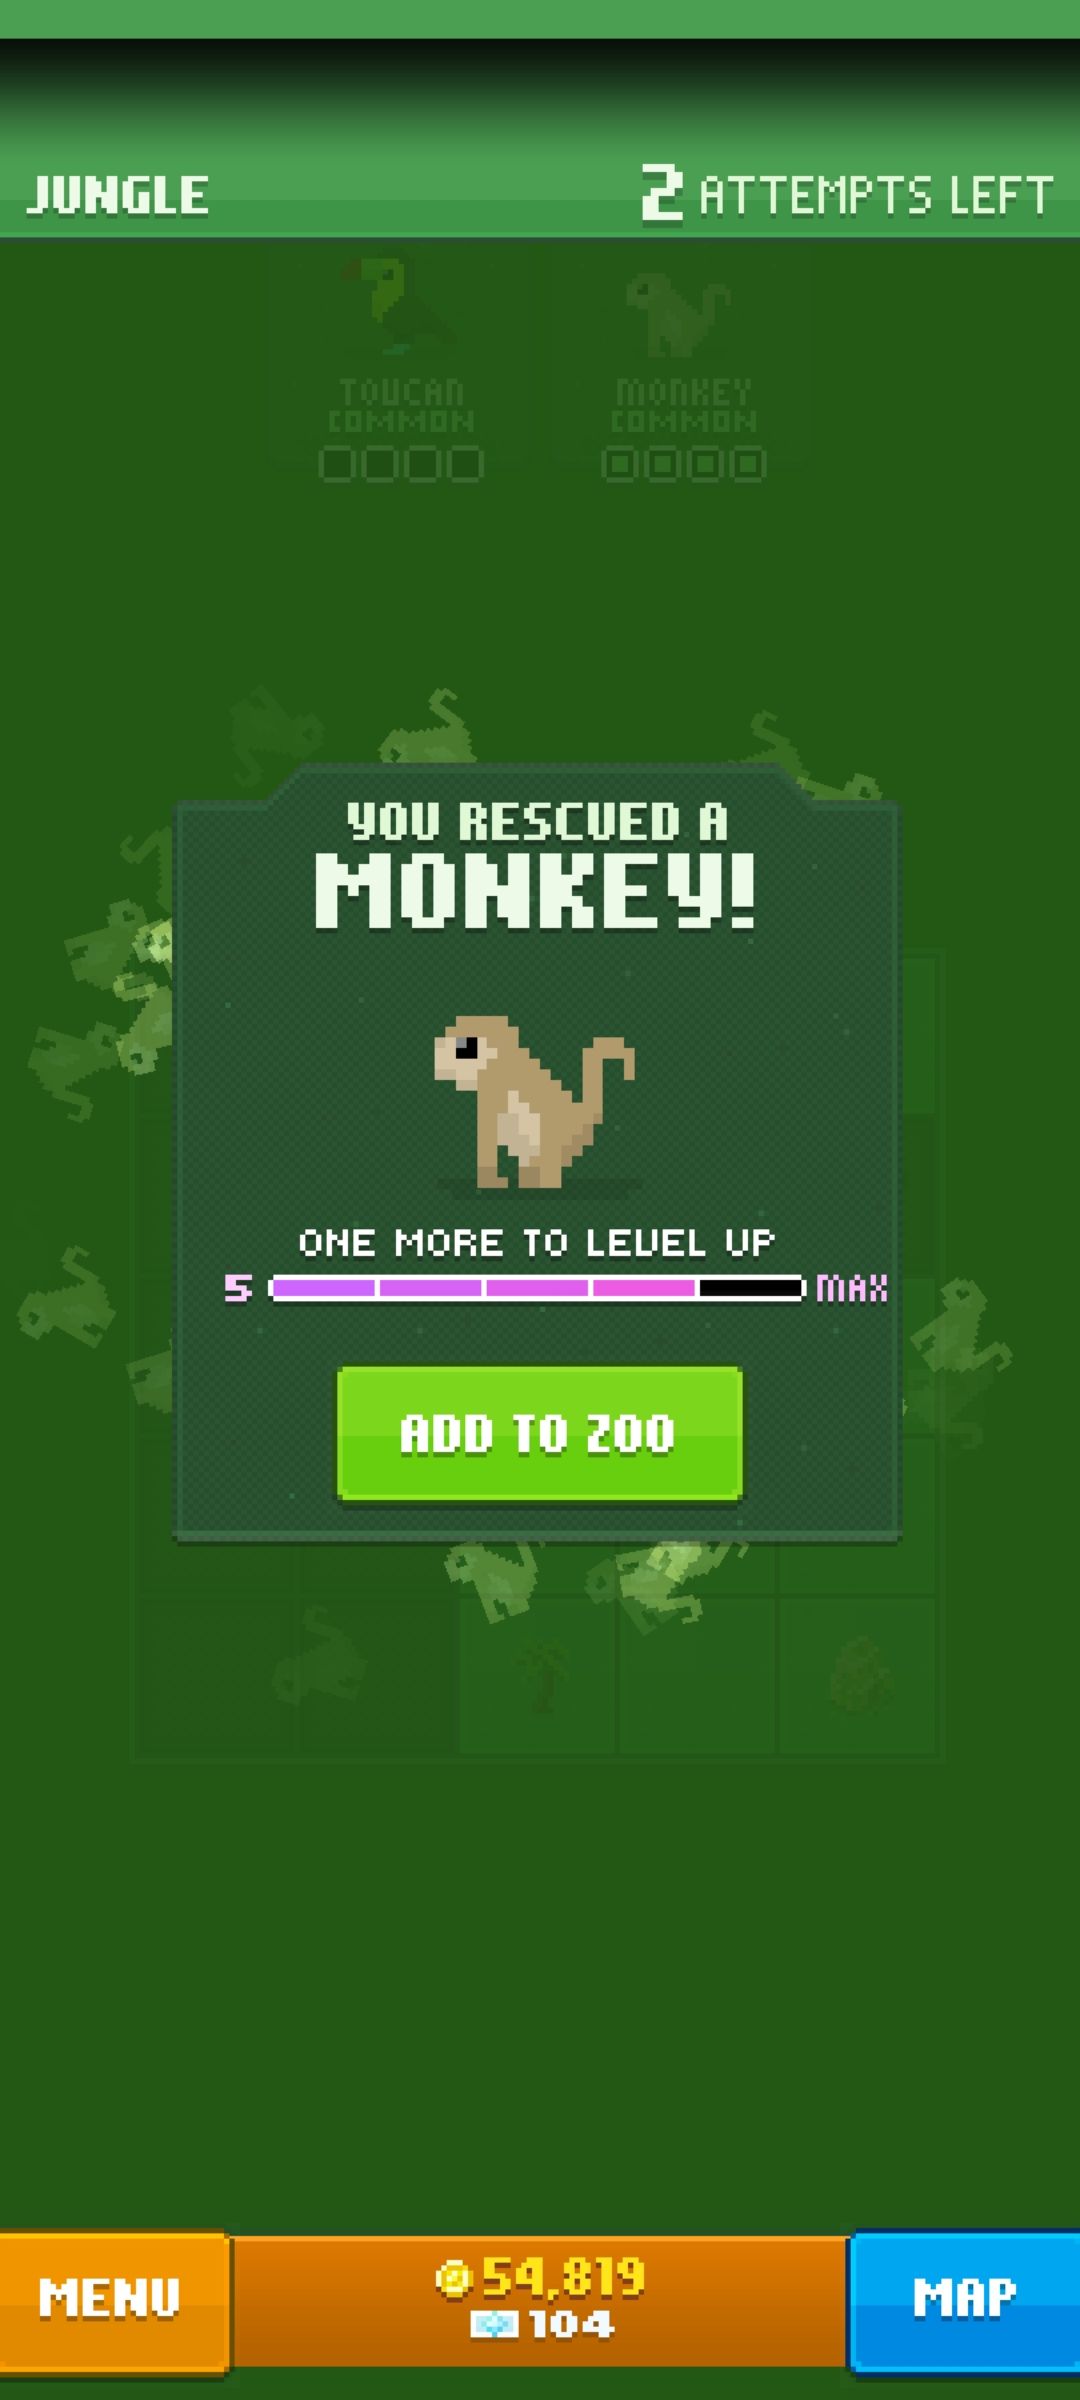 JUNGLE
2 ATTEMPTS LEFT
TOUCAN
COMMON
MONKEY
COMMON
YOU RESCUED A
MONKEY!
ONE MORE TO LEVEL UP
5 MAX
ADD TO ZOO
MENU
54,819
104
MAP